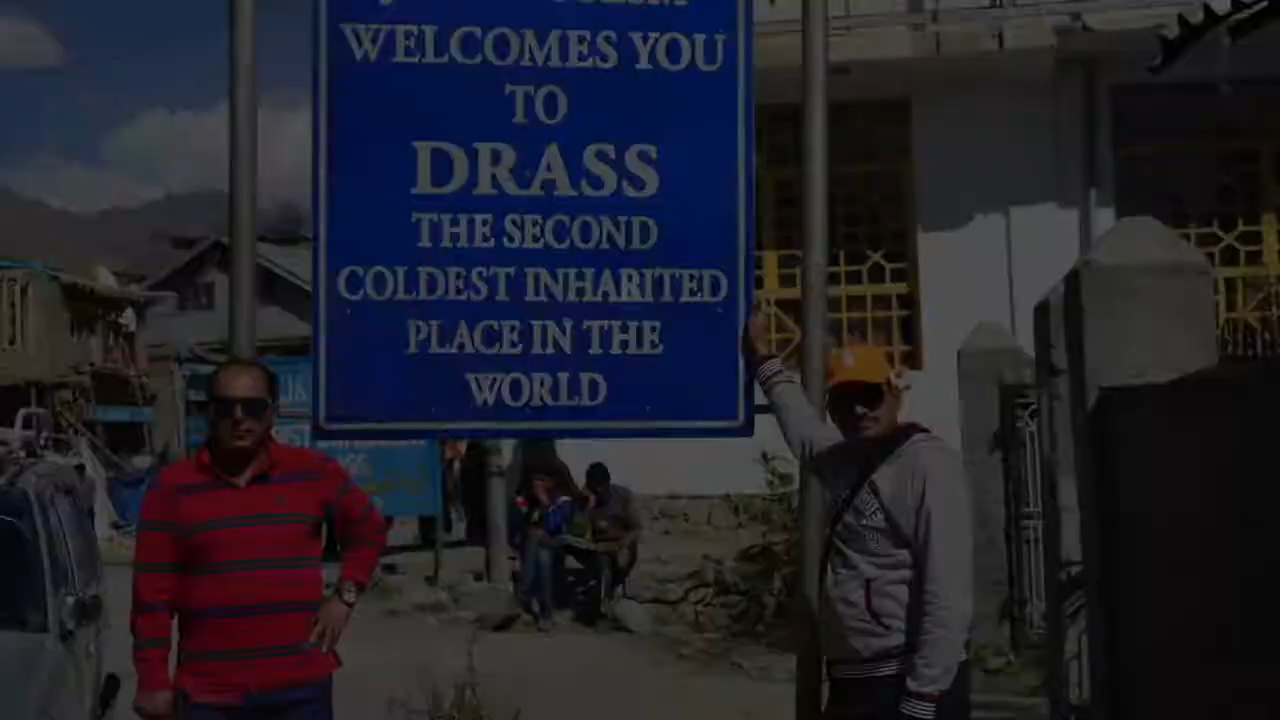 WELCOMES YOU
TO
DRASS
THE SECOND
COLDEST INHARITED
PLACE IN THE
WORLD